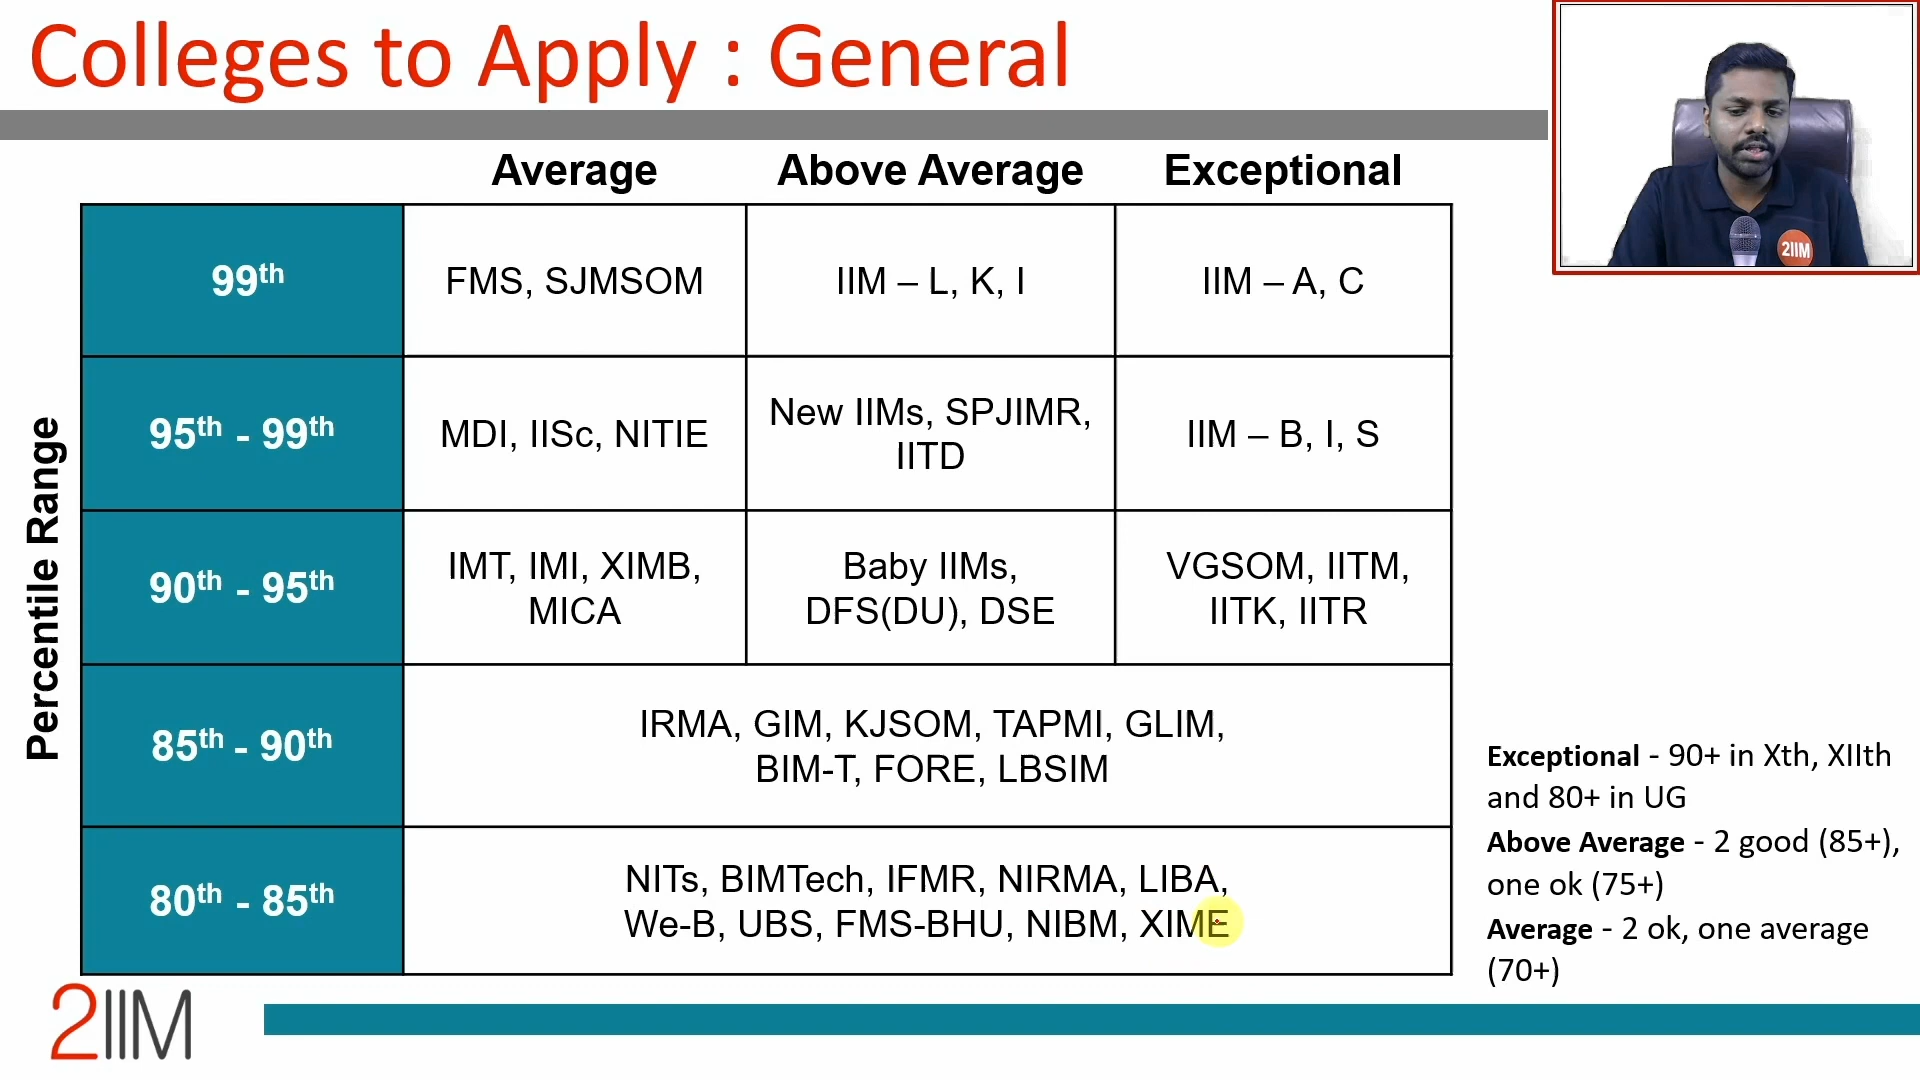 Colleges to Apply : General
Average Above Average Exceptional
Percentile Range
99th FMS, SJMSOM IIM – L, K, I IIM – A, C
95th - 99th MDI, IISc, NITIE New IIMs, SPJIMR,
IITD IIM – B, I, S
90th - 95th IMT, IMI, XIMB,
MICA Baby IIMs,
DFS(DU), DSE VGSOM, IITM,
IITK, IITR
85th - 90th IRMA, GIM, KJSOM, TAPMI, GLIM,
BIM-T, FORE, LBSIM
80th - 85th NITs, BIMTech, IFMR, NIRMA, LIBA,
We-B, UBS, FMS-BHU, NIBM, XIME
Exceptional - 90+ in Xth, XIIth
and 80+ in UG
Above Average - 2 good (85+),
one ok (75+)
Average - 2 ok, one average
(70+)
2IIM
2IIM